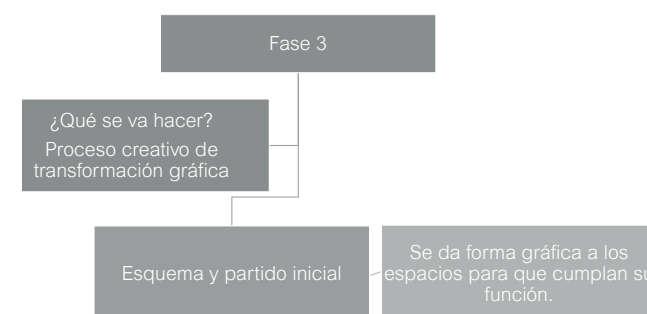 Fase 3
¿Qué se va hacer?
Proceso creativo de
transformación gráfica
Esquema y partido inicial
Se da forma gráfica a los
espacios para que cumplan su
función.